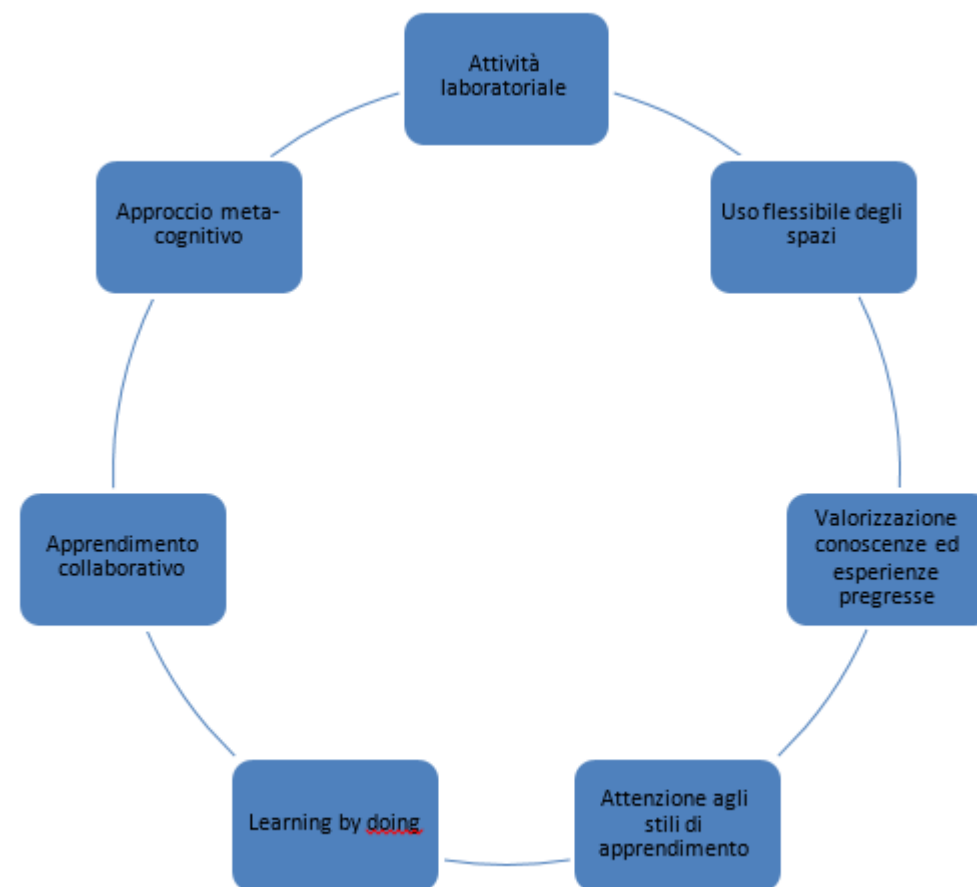 Attività
laboratoriale
Uso flessibile degli
spazi
Valorizzazione
conoscenze ed
esperienze
pregresse
Attenzione agli
stili di
apprendimento
Learning by doing
Apprendimento
collaborativo
Approccio meta-
cognitivo